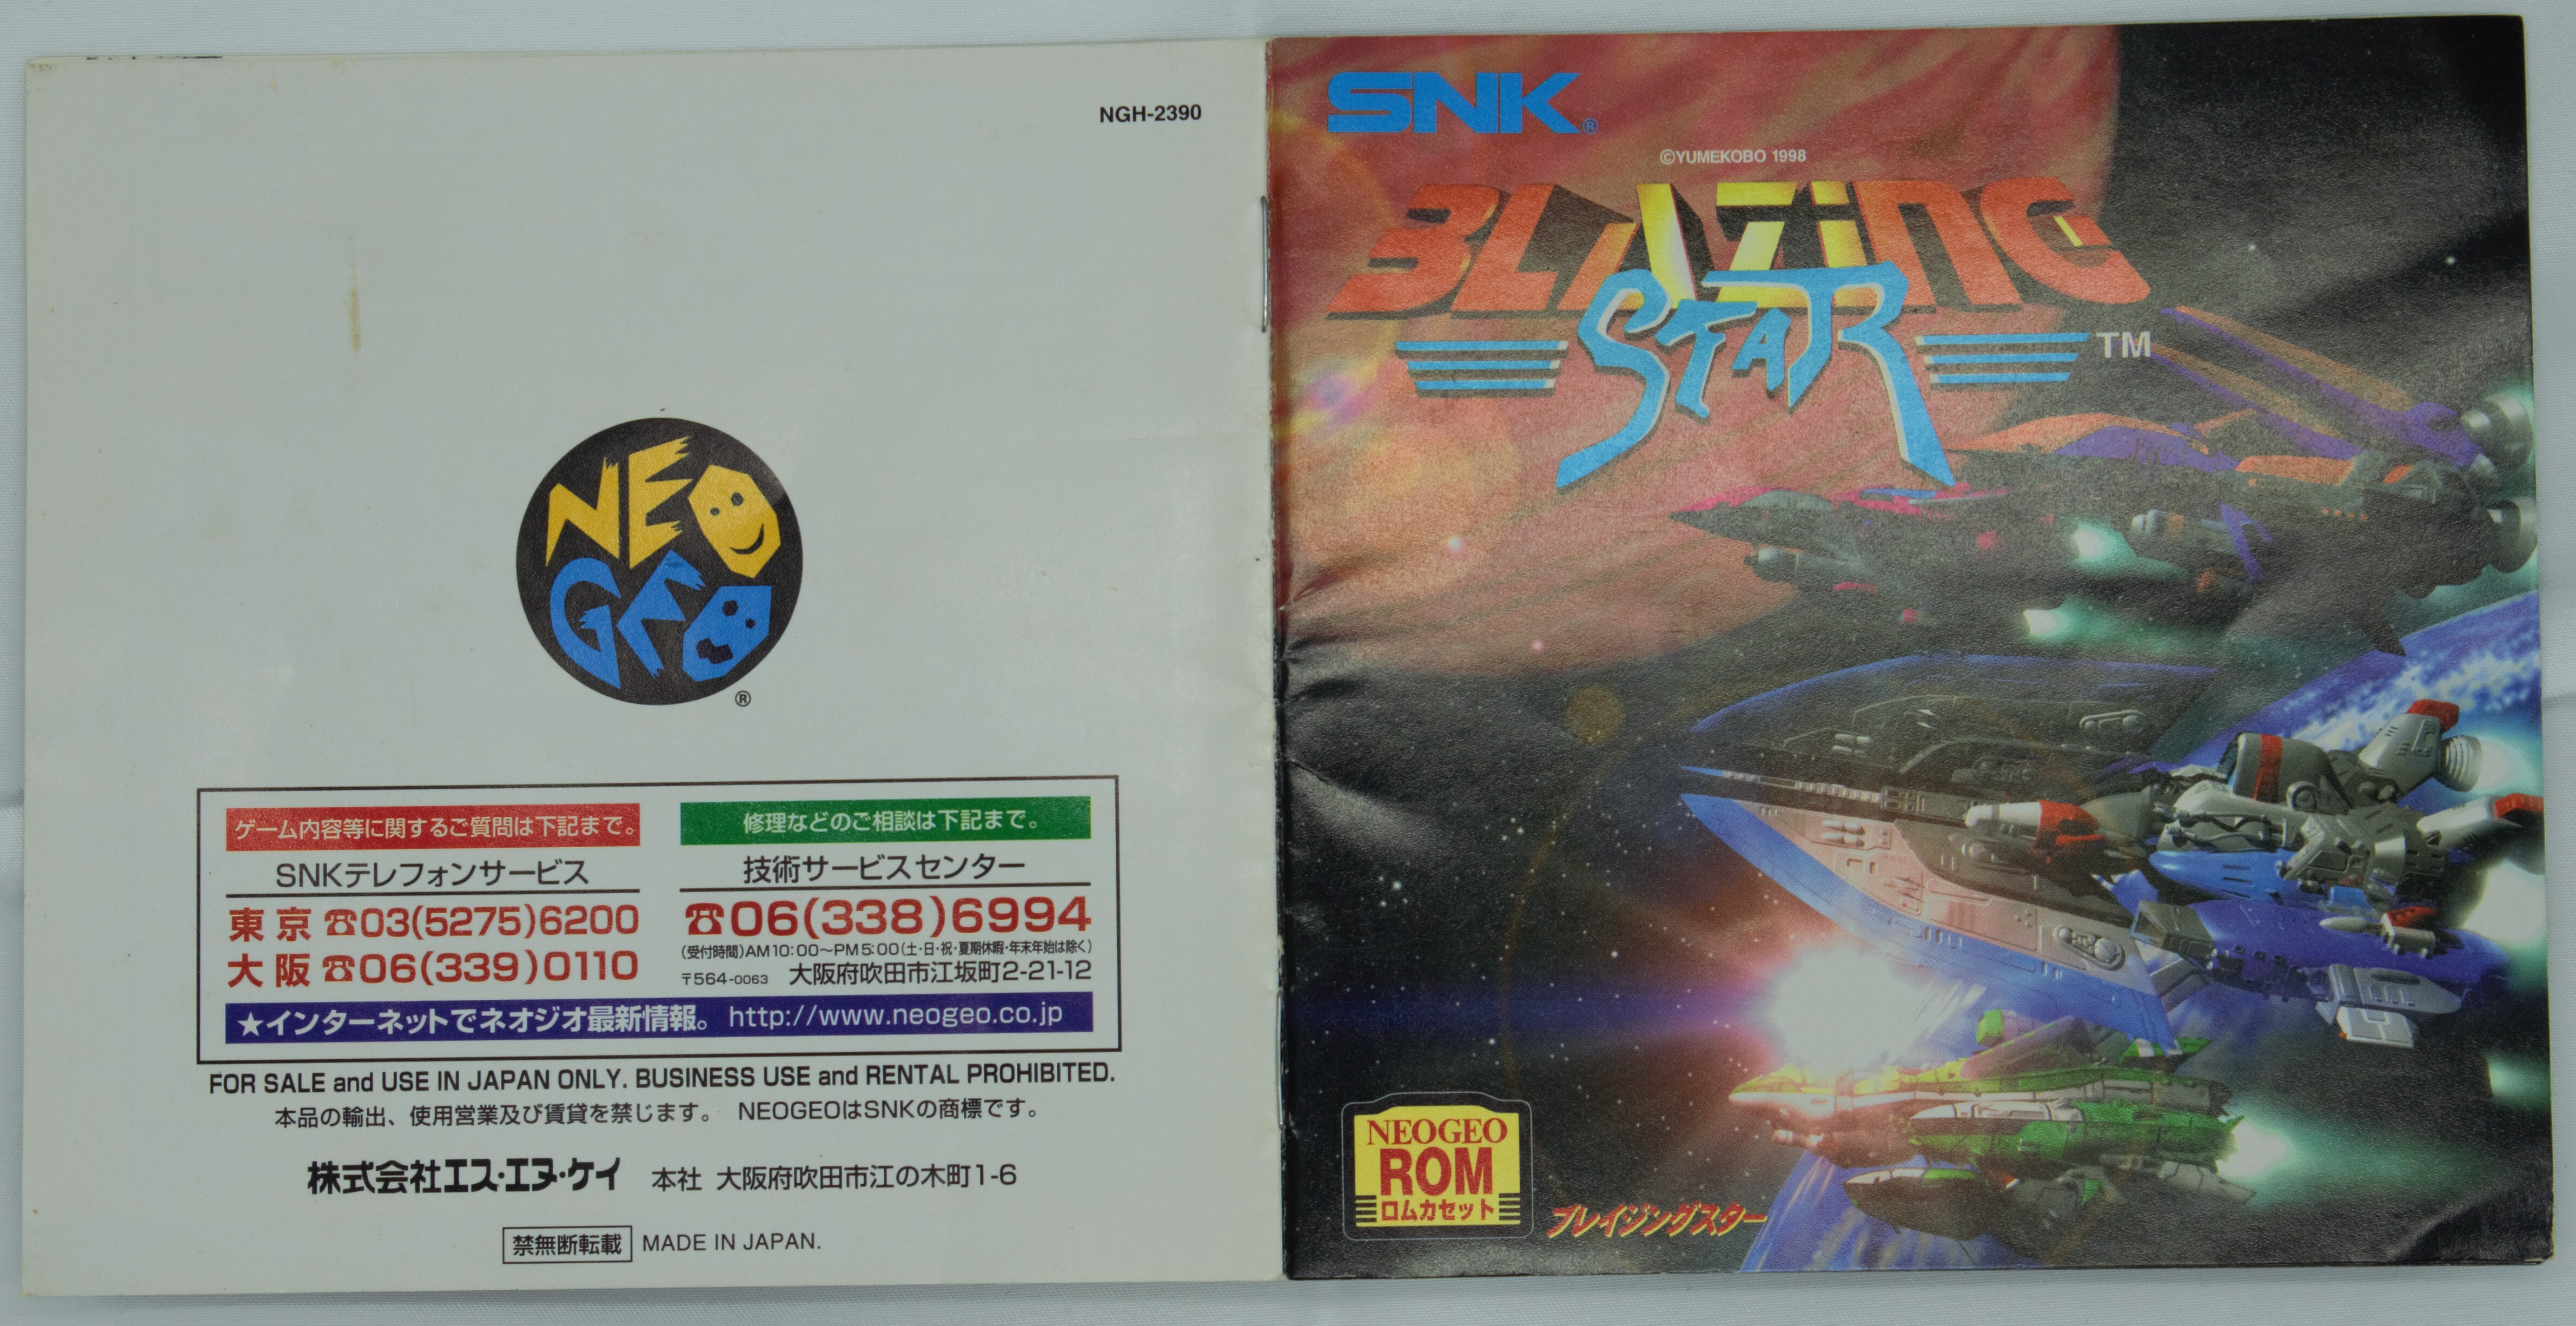 NGH-2390
NEO
GEO
®
ゲーム内容等に関するご質問は下記まで。
SNKテレフォンサービス
東京 ☎03(5275)6200
大阪 ☎06(339)0110
修理などのご相談は下記まで。
技術サービスセンター
☎06(338)6994
(受付時間)AM10:00〜PM5:00(土・日・祝・夏期休暇・年末年始は除く)
〒564-0063 大阪府吹田市江坂町2-21-12
★インターネットでネオジオ最新情報。 http://www.neogeo.co.jp
FOR SALE and USE IN JAPAN ONLY. BUSINESS USE and RENTAL PROHIBITED.
本品の輸出、使用営業及び賃貸を禁じます。 NEOGEOはSNKの商標です。
株式会社エス・エヌ・ケイ 本社 大阪府吹田市江の木町1-6
禁無断転載 MADE IN JAPAN.
SNK®
©YUMEKOBO 1998
BLAZING
STAR
TM
NEOGEO
ROM
ロムカセット
ブレイジングスター